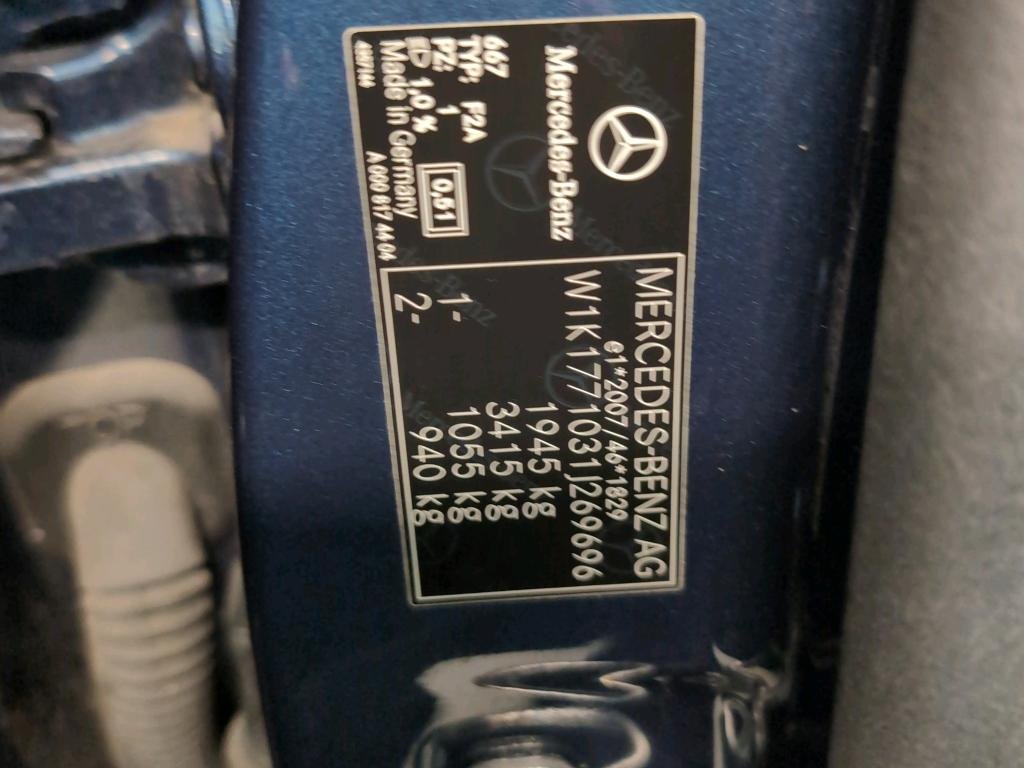 MERCEDES-BENZ AG
e1*2007/46*1829
W1K1771031J269696
1945 kg
3415 kg
1- 1055 kg
2- 940 kg
Mercedes-Benz
667
TYP: F2A
PZ: 1
ED 1,0 %
0,61
Made in Germany
A 000 817 44 04